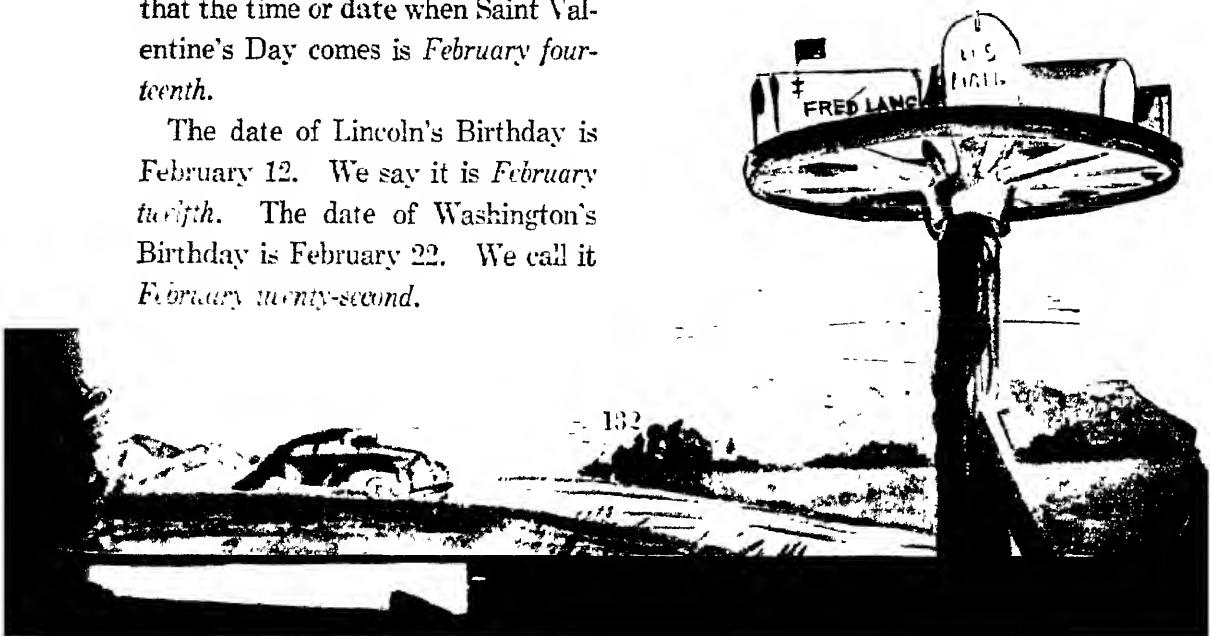 that the time or date when Saint Val-
entine's Day comes is February four-
teenth.
The date of Lincoln's Birthday is
February 12. We say it is February
twelfth. The date of Washington's
Birthday is February 22. We call it
February twenty-second.
FRED LANG
U S
MAIL
132